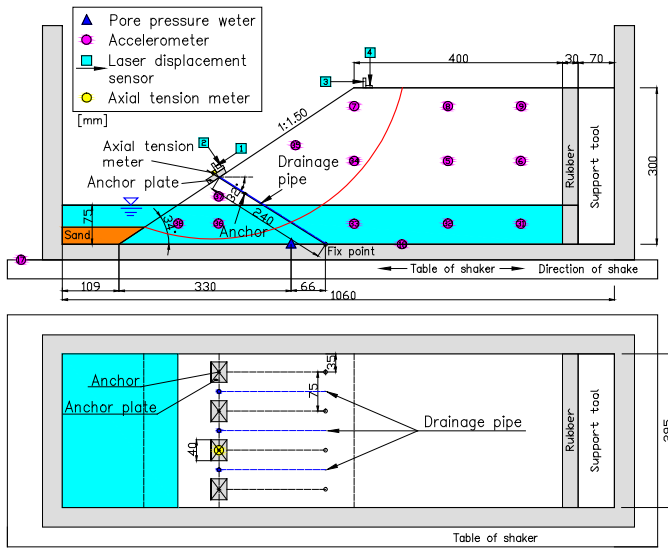 Pore pressure weter
Accelerometer
Laser displacement
sensor
Axial tension meter
[mm]
4
3
400
30
70
1:1.50
2
1
Axial tension
meter
Anchor plate
Drainage
pipe
Rubber
Support tool
300
75
240
Anchor
Sand
Fix point
Table of shaker
Direction of shake
109
330
66
1060
Anchor
Anchor plate
35
75
40
Drainage pipe
Rubber
Support tool
Table of shaker